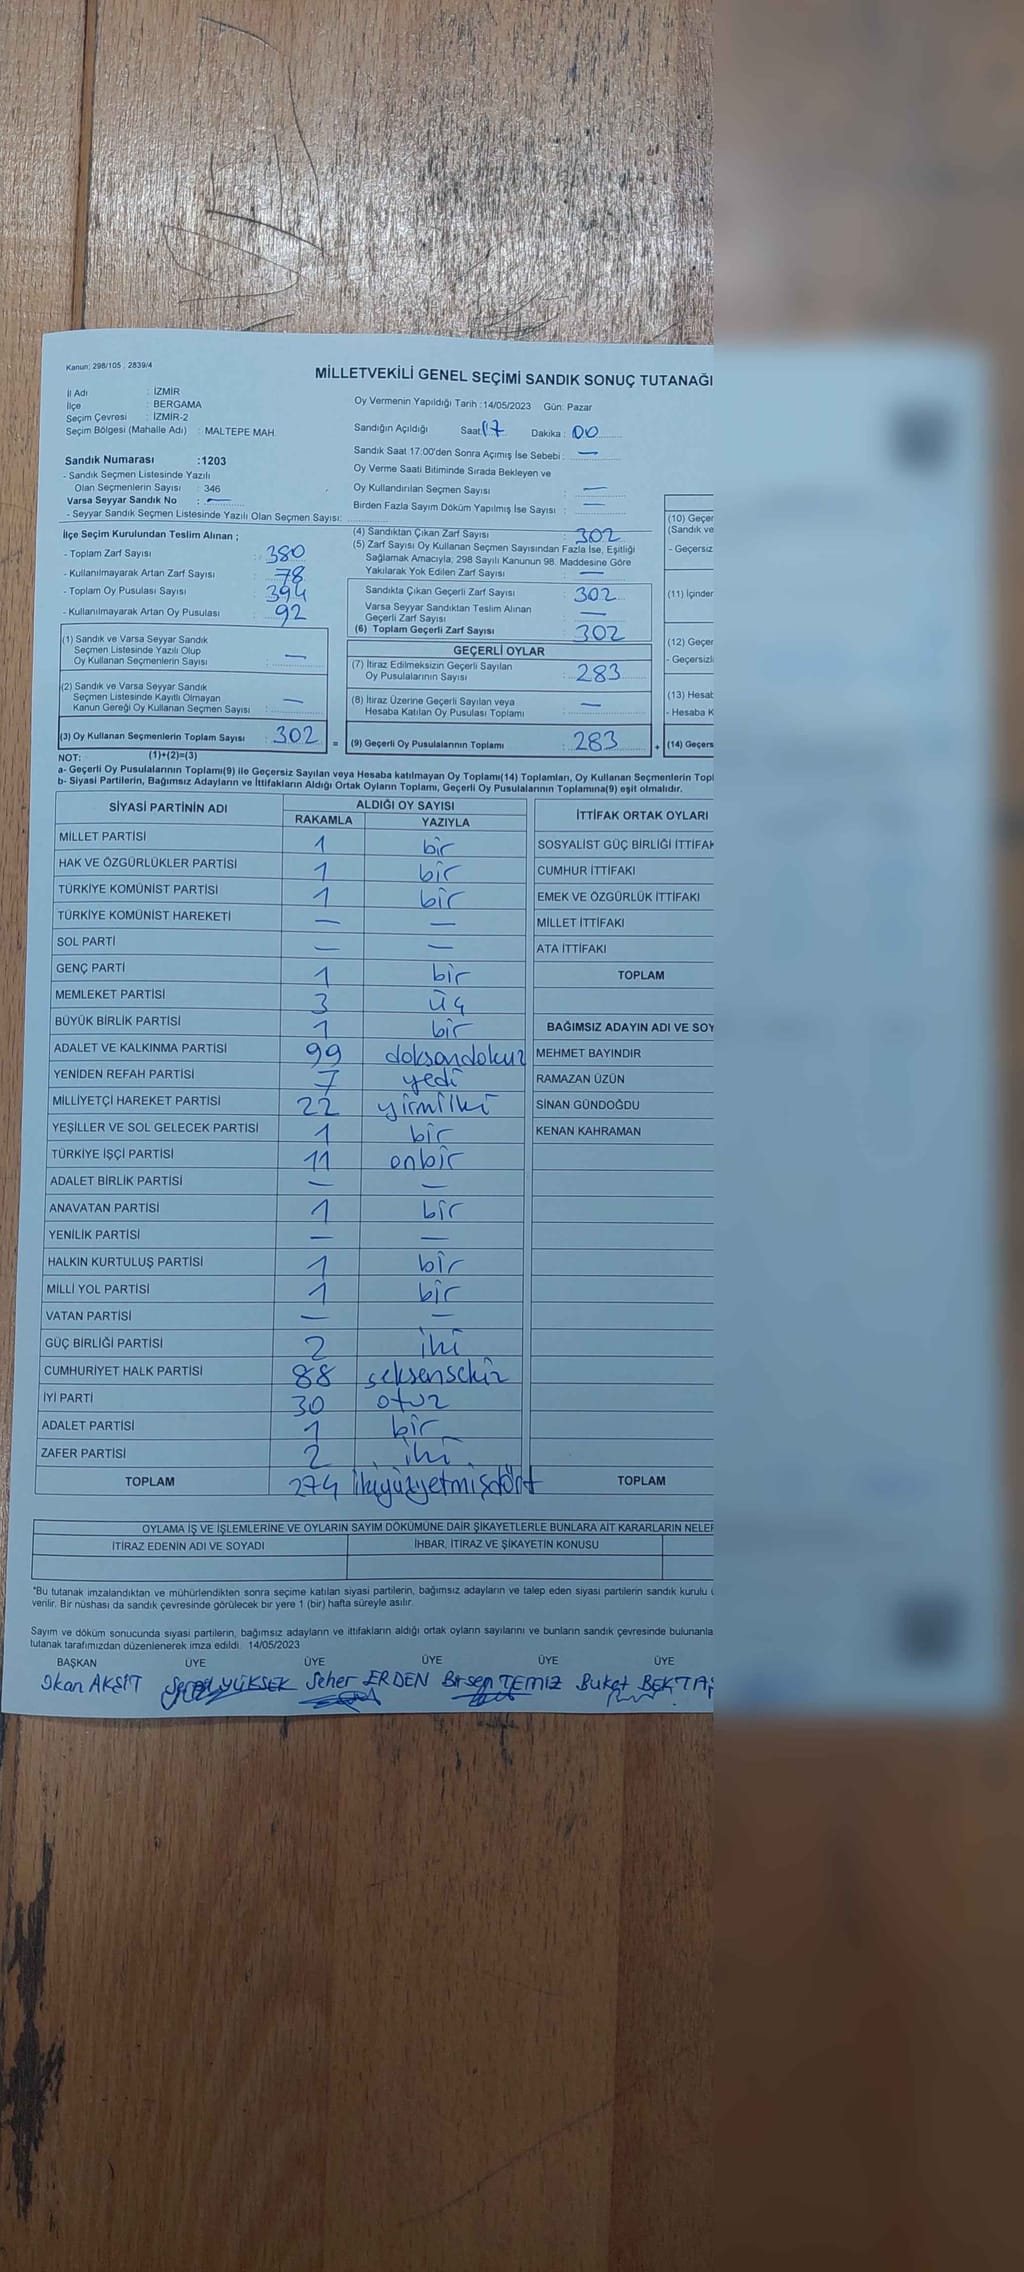 Kanun; 298/105 , 2839/4
MİLLETVEKİLİ GENEL SEÇİMİ SANDIK SONUÇ TUTANAĞI
İl Adı : İZMİR
İlçe : BERGAMA
Seçim Çevresi : İZMİR-2
Seçim Bölgesi (Mahalle Adı) : MALTEPE MAH.
Oy Vermenin Yapıldığı Tarih :14/05/2023 Gün: Pazar
Sandığın Açıldığı Saat: 17 Dakika : 00
Sandık Saat 17:00'den Sonra Açımış İse Sebebi : —
Oy Verme Saati Bitiminde Sırada Bekleyen ve
Oy Kullandırılan Seçmen Sayısı : —
Birden Fazla Sayım Döküm Yapılmış İse Sayısı : —
Sandık Numarası :1203
- Sandık Seçmen Listesinde Yazılı
Olan Seçmenlerin Sayısı : 346
Varsa Seyyar Sandık No : —
- Seyyar Sandık Seçmen Listesinde Yazılı Olan Seçmen Sayısı:
İlçe Seçim Kurulundan Teslim Alınan ;
- Toplam Zarf Sayısı : 380
- Kullanılmayarak Artan Zarf Sayısı : 78
- Toplam Oy Pusulası Sayısı : 394
- Kullanılmayarak Artan Oy Pusulası : 92
(4) Sandıktan Çıkan Zarf Sayısı : 302
(5) Zarf Sayısı Oy Kullanan Seçmen Sayısından Fazla İse, Eşitliği
Sağlamak Amacıyla, 298 Sayılı Kanunun 98. Maddesine Göre
Yakılarak Yok Edilen Zarf Sayısı : —
Sandıkta Çıkan Geçerli Zarf Sayısı : 302
Varsa Seyyar Sandıktan Teslim Alınan
Geçerli Zarf Sayısı : —
(6) Toplam Geçerli Zarf Sayısı : 302
(1) Sandık ve Varsa Seyyar Sandık
Seçmen Listesinde Yazılı Olup
Oy Kullanan Seçmenlerin Sayısı : —
(2) Sandık ve Varsa Seyyar Sandık
Seçmen Listesinde Kayıtlı Olmayan
Kanun Gereği Oy Kullanan Seçmen Sayısı : —
(3) Oy Kullanan Seçmenlerin Toplam Sayısı : 302 =
GEÇERLİ OYLAR
(7) İtiraz Edilmeksizin Geçerli Sayılan
Oy Pusulalarının Sayısı : 283
(8) İtiraz Üzerine Geçerli Sayılan veya
Hesaba Katılan Oy Pusulası Toplamı : —
(9) Geçerli Oy Pusulalarının Toplamı : 283 +
(10) Geçer
(Sandık ve
- Geçersiz
(11) İçinder
(12) Geçer
- Geçersizli
(13) Hesat
- Hesaba K
(14) Geçers
NOT: (1)+(2)=(3)
a- Geçerli Oy Pusulalarının Toplamı(9) ile Geçersiz Sayılan veya Hesaba katılmayan Oy Toplamı(14) Toplamları, Oy Kullanan Seçmenlerin Topl
b- Siyasi Partilerin, Bağımsız Adayların ve İttifakların Aldığı Ortak Oyların Toplamı, Geçerli Oy Pusulalarının Toplamına(9) eşit olmalıdır.
SİYASİ PARTİNİN ADI ALDIĞI OY SAYISI
RAKAMLA YAZIYLA
MİLLET PARTİSİ 1 bir
HAK VE ÖZGÜRLÜKLER PARTİSİ 1 bir
TÜRKİYE KOMÜNİST PARTİSİ 1 bir
TÜRKİYE KOMÜNİST HAREKETİ — —
SOL PARTİ — —
GENÇ PARTİ 1 bir
MEMLEKET PARTİSİ 3 üç
BÜYÜK BİRLİK PARTİSİ 1 bir
ADALET VE KALKINMA PARTİSİ 99 doksandokuz
YENİDEN REFAH PARTİSİ 7 yedi
MİLLİYETÇİ HAREKET PARTİSİ 22 yirmiiki
YEŞİLLER VE SOL GELECEK PARTİSİ 1 bir
TÜRKİYE İŞÇİ PARTİSİ 11 onbir
ADALET BİRLİK PARTİSİ — —
ANAVATAN PARTİSİ 1 bir
YENİLİK PARTİSİ — —
HALKIN KURTULUŞ PARTİSİ 1 bir
MİLLİ YOL PARTİSİ 1 bir
VATAN PARTİSİ — —
GÜÇ BİRLİĞİ PARTİSİ 2 iki
CUMHURİYET HALK PARTİSİ 88 seksensekiz
İYİ PARTİ 30 otuz
ADALET PARTİSİ 1 bir
ZAFER PARTİSİ 2 iki
TOPLAM 274 ikiyüzyetmişdört
İTTİFAK ORTAK OYLARI
SOSYALİST GÜÇ BİRLİĞİ İTTİFAK
CUMHUR İTTİFAKI
EMEK VE ÖZGÜRLÜK İTTİFAKI
MİLLET İTTİFAKI
ATA İTTİFAKI
TOPLAM
BAĞIMSIZ ADAYIN ADI VE SOY
MEHMET BAYINDIR
RAMAZAN ÜZÜN
SİNAN GÜNDOĞDU
KENAN KAHRAMAN
TOPLAM
OYLAMA İŞ VE İŞLEMLERİNE VE OYLARIN SAYIM DÖKÜMÜNE DAİR ŞİKAYETLERLE BUNLARA AİT KARARLARIN NELER
İTİRAZ EDENİN ADI VE SOYADI İHBAR, İTİRAZ VE ŞİKAYETİN KONUSU
*Bu tutanak imzalandıktan ve mühürlendikten sonra seçime katılan siyasi partilerin, bağımsız adayların ve talep eden siyasi partilerin sandık kurulu ü
verilir. Bir nüshası da sandık çevresinde görülecek bir yere 1 (bir) hafta süreyle asılır.
Sayım ve döküm sonucunda siyasi partilerin, bağımsız adayların ve ittifakların aldığı ortak oyların sayılarını ve bunların sandık çevresinde bulunanla
tutanak tarafımızdan düzenlenerek imza edildi. 14/05/2023
BAŞKAN ÜYE ÜYE ÜYE ÜYE ÜYE
AKŞİT YÜKSEK Seher ERDEN Birsen TEMİZ Buket BEKTAŞ